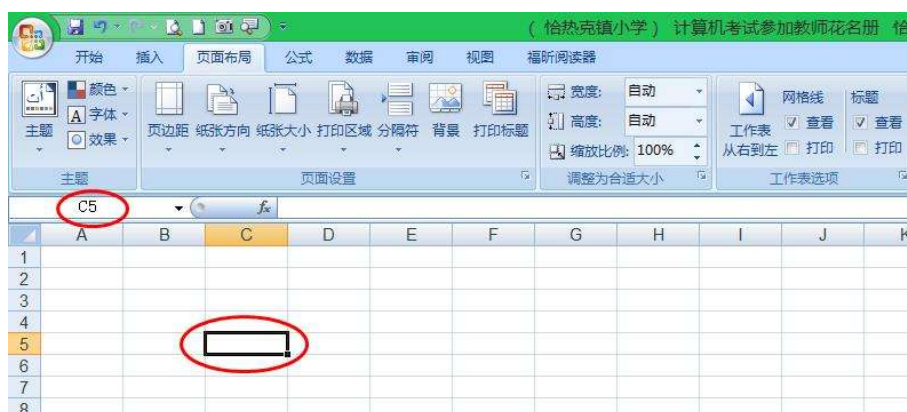 （ 恰热克镇小学 ） 计算机考试参加教师花名册 恰
开始 插入 页面布局 公式 数据 审阅 视图 福昕阅读器
颜色 宽度: 自动 网格线 标题
字体 高度: 自动 查看 查看
主题 效果 页边距 纸张方向 纸张大小 打印区域 分隔符 背景 打印标题 缩放比例: 100% 工作表 从右到左 打印 打印
主题 页面设置 调整为合适大小 工作表选项
C5 fx
A B C D E F G H I J K
1
2
3
4
5
6
7
8